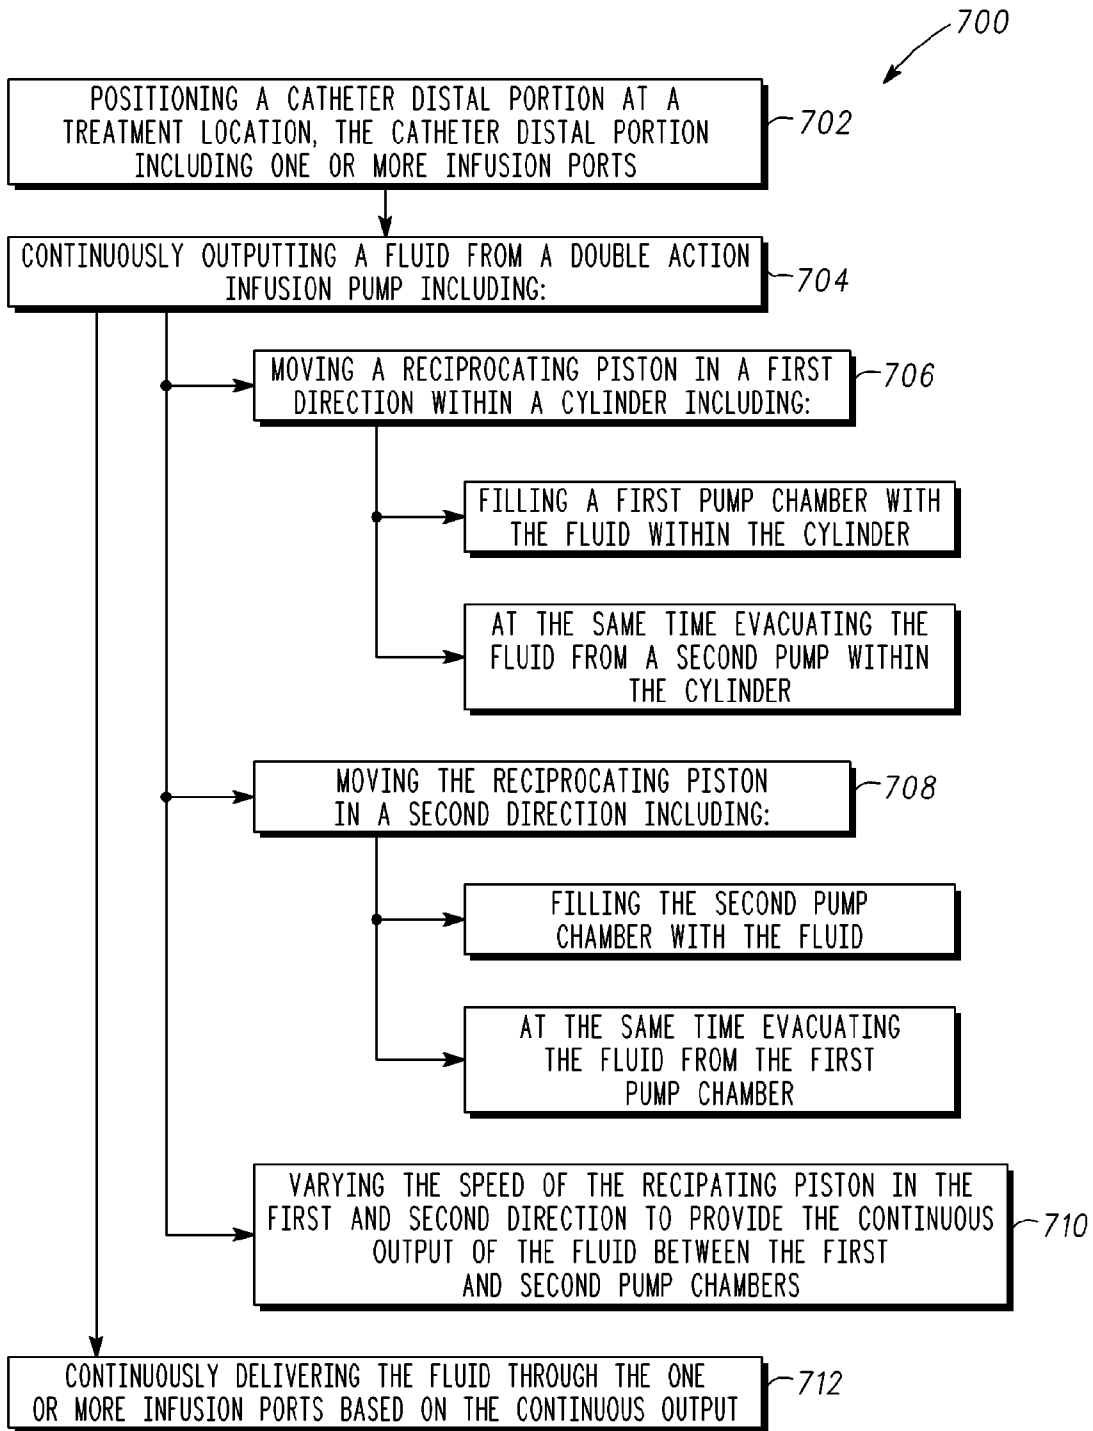 700
POSITIONING A CATHETER DISTAL PORTION AT A
TREATMENT LOCATION, THE CATHETER DISTAL PORTION
INCLUDING ONE OR MORE INFUSION PORTS
702
CONTINUOUSLY OUTPUTTING A FLUID FROM A DOUBLE ACTION
INFUSION PUMP INCLUDING:
704
MOVING A RECIPROCATING PISTON IN A FIRST
DIRECTION WITHIN A CYLINDER INCLUDING:
706
FILLING A FIRST PUMP CHAMBER WITH
THE FLUID WITHIN THE CYLINDER
AT THE SAME TIME EVACUATING THE
FLUID FROM A SECOND PUMP WITHIN
THE CYLINDER
MOVING THE RECIPROCATING PISTON
IN A SECOND DIRECTION INCLUDING:
708
FILLING THE SECOND PUMP
CHAMBER WITH THE FLUID
AT THE SAME TIME EVACUATING
THE FLUID FROM THE FIRST
PUMP CHAMBER
VARYING THE SPEED OF THE RECIPATING PISTON IN THE
FIRST AND SECOND DIRECTION TO PROVIDE THE CONTINUOUS
OUTPUT OF THE FLUID BETWEEN THE FIRST
AND SECOND PUMP CHAMBERS
710
CONTINUOUSLY DELIVERING THE FLUID THROUGH THE ONE
OR MORE INFUSION PORTS BASED ON THE CONTINUOUS OUTPUT
712